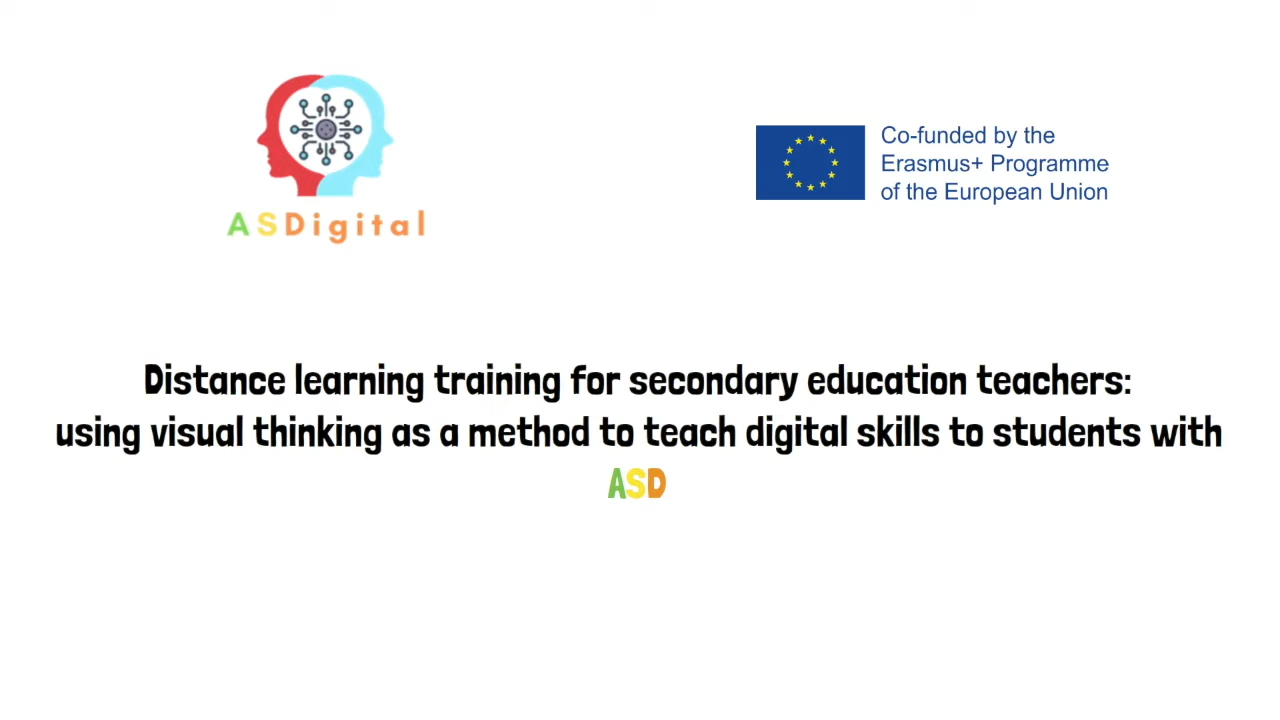 ASDigital
Co-funded by the
Erasmus+ Programme
of the European Union
Distance learning training for secondary education teachers:
using visual thinking as a method to teach digital skills to students with
ASD